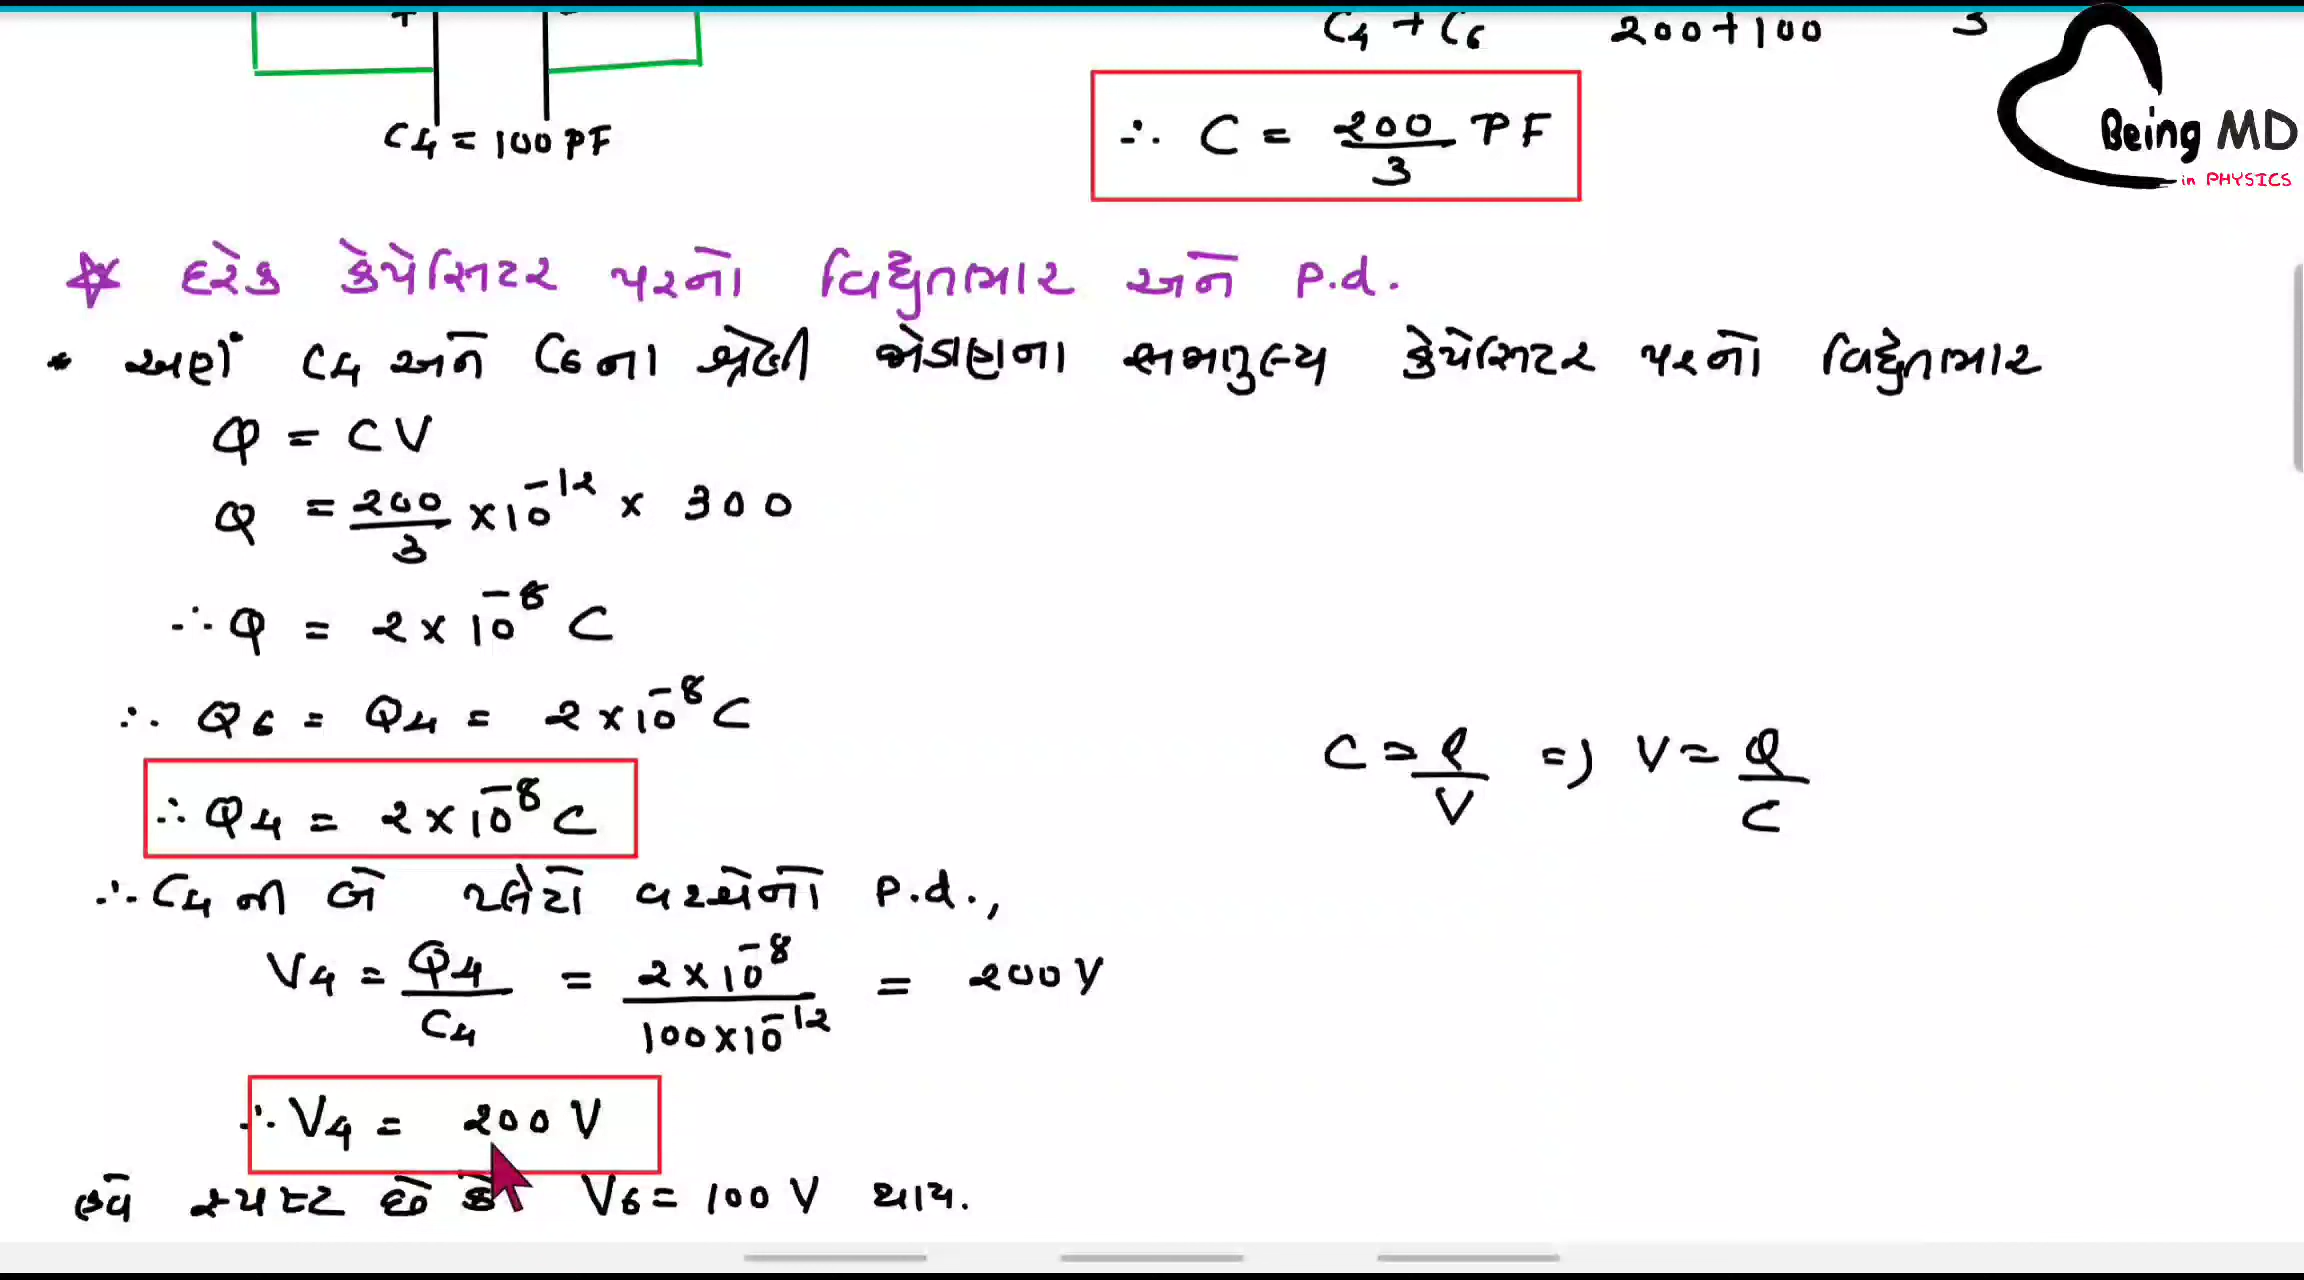 + -
C4 + C6 200+100 3
C4 = 100 PF
∴ C = 200/3 PF
Being MD
in PHYSICS
☆ દરેક કેપેસિટર પરનો વિદ્યુતભાર અને P.d.
* અહીં C4 અને C6 ના શ્રેણી જોડાણના સમતુલ્ય કેપેસિટર પરનો વિદ્યુતભાર
Q = CV
Q = 200/3 ×10⁻¹² × 300
∴ Q = 2×10⁻⁸ C
∴ Q6 = Q4 = 2×10⁻⁸ C
C = Q/V => V = Q/C
∴ Q4 = 2×10⁻⁸ C
∴ C4 ની બે પ્લેટો વચ્ચેનો P.d.,
V4 = Q4/C4 = 2×10⁻⁸/100×10⁻¹² = 200 V
∴ V4 = 200 V
હવે સ્પષ્ટ છે કે V6 = 100 V થાય.